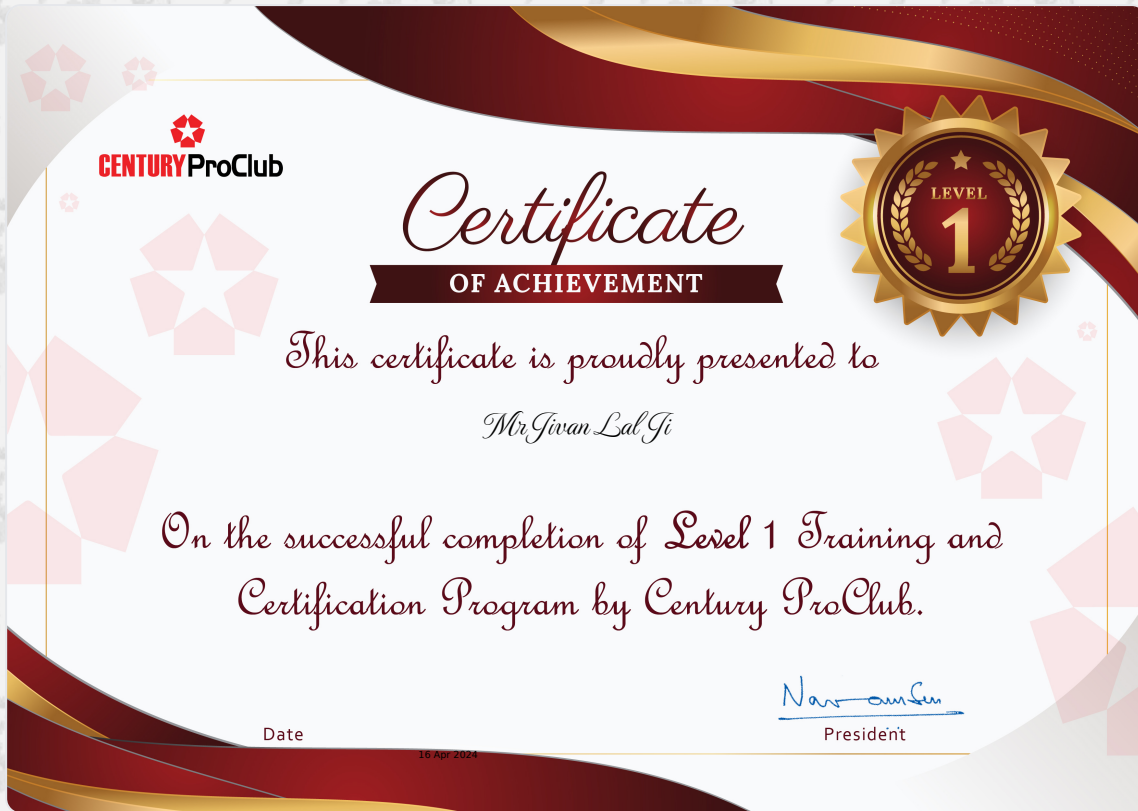 CENTURY ProClub
LEVEL
1
Certificate
OF ACHIEVEMENT
This certificate is proudly presented to
Mr Jivan Lal Ji
On the successful completion of Level 1 Training and
Certification Program by Century ProClub.
Date
President
16 Apr 2024